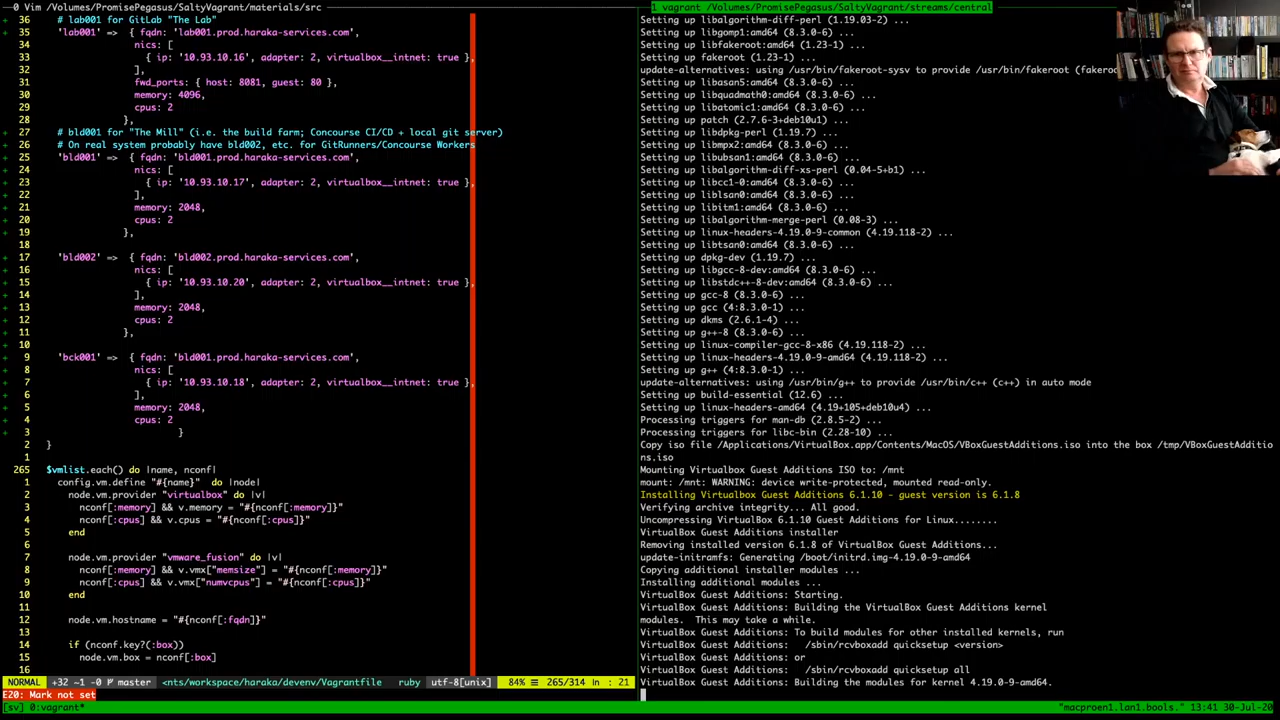 0 Vim /Volumes/PromisePegasus/SaltyVagrant/materials/src
36 # lab001 for GitLab "The Lab"
+ 35 'lab001' => { fqdn: 'lab001.prod.haraka-services.com',
34 nics: [
33 { ip: '10.93.10.16', adapter: 2, virtualbox__intnet: true },
32 ],
31 fwd_ports: { host: 8081, guest: 80 },
30 memory: 4096,
29 cpus: 2
28 },
+ 27 # bld001 for "The Mill" (i.e. the build farm; Concourse CI/CD + local git server)
+ 26 # On real system probably have bld002, etc. for GitRunners/Concourse Workers
+ 25 'bld001' => { fqdn: 'bld001.prod.haraka-services.com',
+ 24 nics: [
+ 23 { ip: '10.93.10.17', adapter: 2, virtualbox__intnet: true },
+ 22 ],
+ 21 memory: 2048,
+ 20 cpus: 2
+ 19 },
+ 18
+ 17 'bld002' => { fqdn: 'bld002.prod.haraka-services.com',
+ 16 nics: [
+ 15 { ip: '10.93.10.20', adapter: 2, virtualbox__intnet: true },
+ 14 ],
+ 13 memory: 2048,
+ 12 cpus: 2
+ 11 },
+ 10
+ 9 'bck001' => { fqdn: 'bld001.prod.haraka-services.com',
+ 8 nics: [
+ 7 { ip: '10.93.10.18', adapter: 2, virtualbox__intnet: true },
+ 6 ],
+ 5 memory: 2048,
+ 4 cpus: 2
+ 3 }
2 }
1
265 $vmlist.each() do |name, nconf|
1 config.vm.define "#{name}" do |node|
2 node.vm.provider "virtualbox" do |v|
3 nconf[:memory] && v.memory = "#{nconf[:memory]}"
4 nconf[:cpus] && v.cpus = "#{nconf[:cpus]}"
5 end
6
7 node.vm.provider "vmware_fusion" do |v|
8 nconf[:memory] && v.vmx["memsize"] = "#{nconf[:memory]}"
9 nconf[:cpus] && v.vmx["numvcpus"] = "#{nconf[:cpus]}"
10 end
11
12 node.vm.hostname = "#{nconf[:fqdn]}"
13
14 if (nconf.key?(:box))
15 node.vm.box = nconf[:box]
16
NORMAL +32 ~1 -0 master <nts/workspace/haraka/devenv/Vagrantfile ruby utf-8[unix] 84% 265/314 : 21
E20: Mark not set
1 vagrant /Volumes/PromisePegasus/SaltyVagrant/streams/central
Setting up libalgorithm-diff-perl (1.19.03-2) ...
Setting up libgomp1:amd64 (8.3.0-6) ...
Setting up libfakeroot:amd64 (1.23-1) ...
Setting up fakeroot (1.23-1) ...
update-alternatives: using /usr/bin/fakeroot-sysv to provide /usr/bin/fakeroot (fakeroo
Setting up libasan5:amd64 (8.3.0-6) ...
Setting up libquadmath0:amd64 (8.3.0-6) ...
Setting up libatomic1:amd64 (8.3.0-6) ...
Setting up patch (2.7.6-3+deb10u1) ...
Setting up libdpkg-perl (1.19.7) ...
Setting up libmpx2:amd64 (8.3.0-6) ...
Setting up libubsan1:amd64 (8.3.0-6) ...
Setting up libalgorithm-diff-xs-perl (0.04-5+b1) ...
Setting up libcc1-0:amd64 (8.3.0-6) ...
Setting up liblsan0:amd64 (8.3.0-6) ...
Setting up libitm1:amd64 (8.3.0-6) ...
Setting up libalgorithm-merge-perl (0.08-3) ...
Setting up linux-headers-4.19.0-9-common (4.19.118-2) ...
Setting up libtsan0:amd64 (8.3.0-6) ...
Setting up dpkg-dev (1.19.7) ...
Setting up libgcc-8-dev:amd64 (8.3.0-6) ...
Setting up libstdc++-8-dev:amd64 (8.3.0-6) ...
Setting up gcc-8 (8.3.0-6) ...
Setting up gcc (4:8.3.0-1) ...
Setting up dkms (2.6.1-4) ...
Setting up g++-8 (8.3.0-6) ...
Setting up linux-compiler-gcc-8-x86 (4.19.118-2) ...
Setting up linux-headers-4.19.0-9-amd64 (4.19.118-2) ...
Setting up g++ (4:8.3.0-1) ...
update-alternatives: using /usr/bin/g++ to provide /usr/bin/c++ (c++) in auto mode
Setting up build-essential (12.6) ...
Setting up linux-headers-amd64 (4.19+105+deb10u4) ...
Processing triggers for man-db (2.8.5-2) ...
Processing triggers for libc-bin (2.28-10) ...
Copy iso file /Applications/VirtualBox.app/Contents/MacOS/VBoxGuestAdditions.iso into the box /tmp/VBoxGuestAdditio
ns.iso
Mounting Virtualbox Guest Additions ISO to: /mnt
mount: /mnt: WARNING: device write-protected, mounted read-only.
Installing Virtualbox Guest Additions 6.1.10 - guest version is 6.1.8
Verifying archive integrity... All good.
Uncompressing VirtualBox 6.1.10 Guest Additions for Linux........
VirtualBox Guest Additions installer
Removing installed version 6.1.8 of VirtualBox Guest Additions...
update-initramfs: Generating /boot/initrd.img-4.19.0-9-amd64
Copying additional installer modules ...
Installing additional modules ...
VirtualBox Guest Additions: Starting.
VirtualBox Guest Additions: Building the VirtualBox Guest Additions kernel
modules. This may take a while.
VirtualBox Guest Additions: To build modules for other installed kernels, run
VirtualBox Guest Additions: /sbin/rcvboxadd quicksetup <version>
VirtualBox Guest Additions: or
VirtualBox Guest Additions: /sbin/rcvboxadd quicksetup all
VirtualBox Guest Additions: Building the modules for kernel 4.19.0-9-amd64.
[sv] 0:vagrant* "macproen1.lan1.bools." 13:41 30-Jul-20